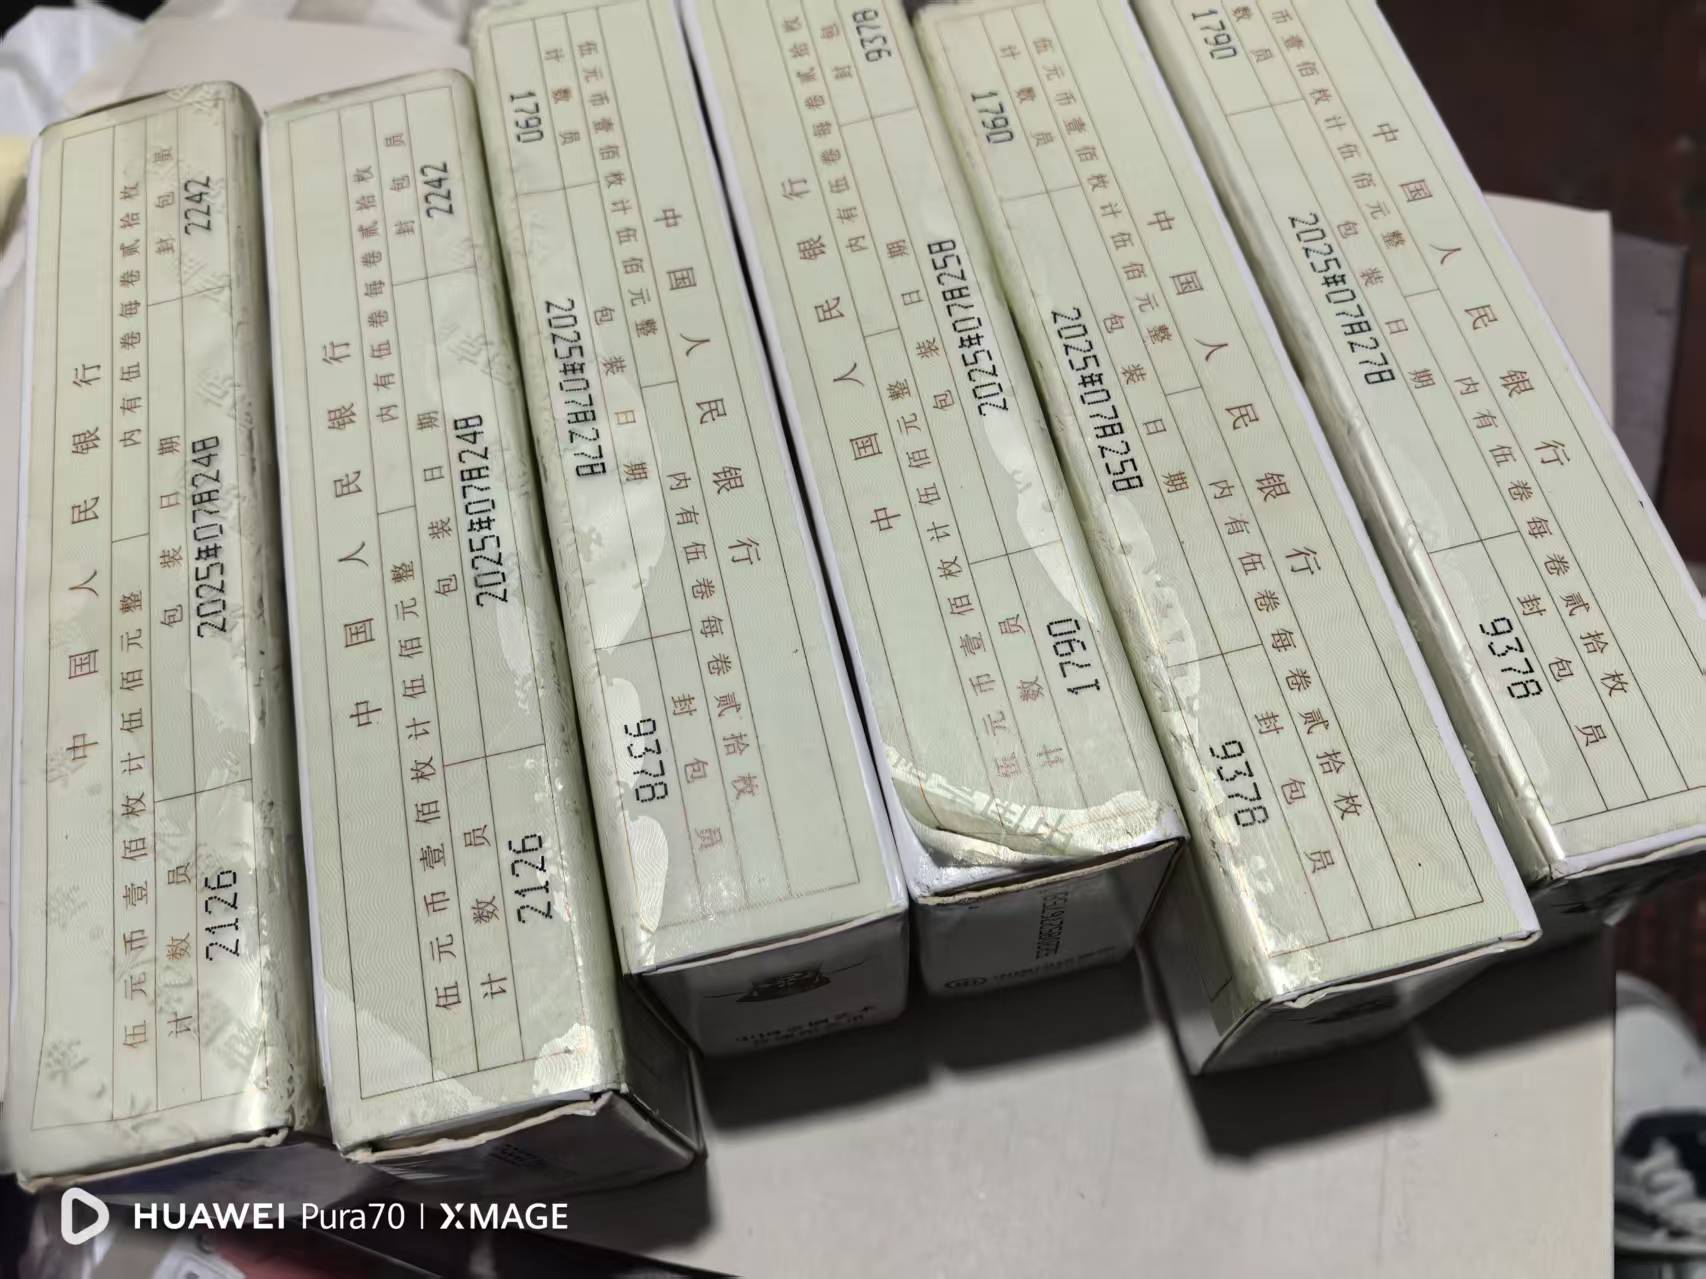 中国人民银行
伍元币壹佰枚计伍佰元整
内有伍卷每卷贰拾枚
计数员
包装日期
封包员
2126
2025年07月24日
2242
中国人民银行
伍元币壹佰枚计伍佰元整
内有伍卷每卷贰拾枚
计数员
包装日期
封包员
2126
2025年07月24日
2242
中国人民银行
伍元币壹佰枚计伍佰元整
内有伍卷每卷贰拾枚
计数员
包装日期
封包员
1790
2025年07月27日
9378
中国人民银行
伍元币壹佰枚计伍佰元整
内有伍卷每卷贰拾枚
计数员
包装日期
封包
1790
2025年07月25日
9378
中国人民银行
伍元币壹佰枚计伍佰元整
内有伍卷每卷贰拾枚
计数员
包装日期
封包员
1790
2025年07月25日
9378
中国人民银行
币壹佰枚计伍佰元整
内有伍卷每卷贰拾枚
数员
包装日期
封包员
1790
2025年07月27日
9378
HUAWEI Pura70 | XMAGE